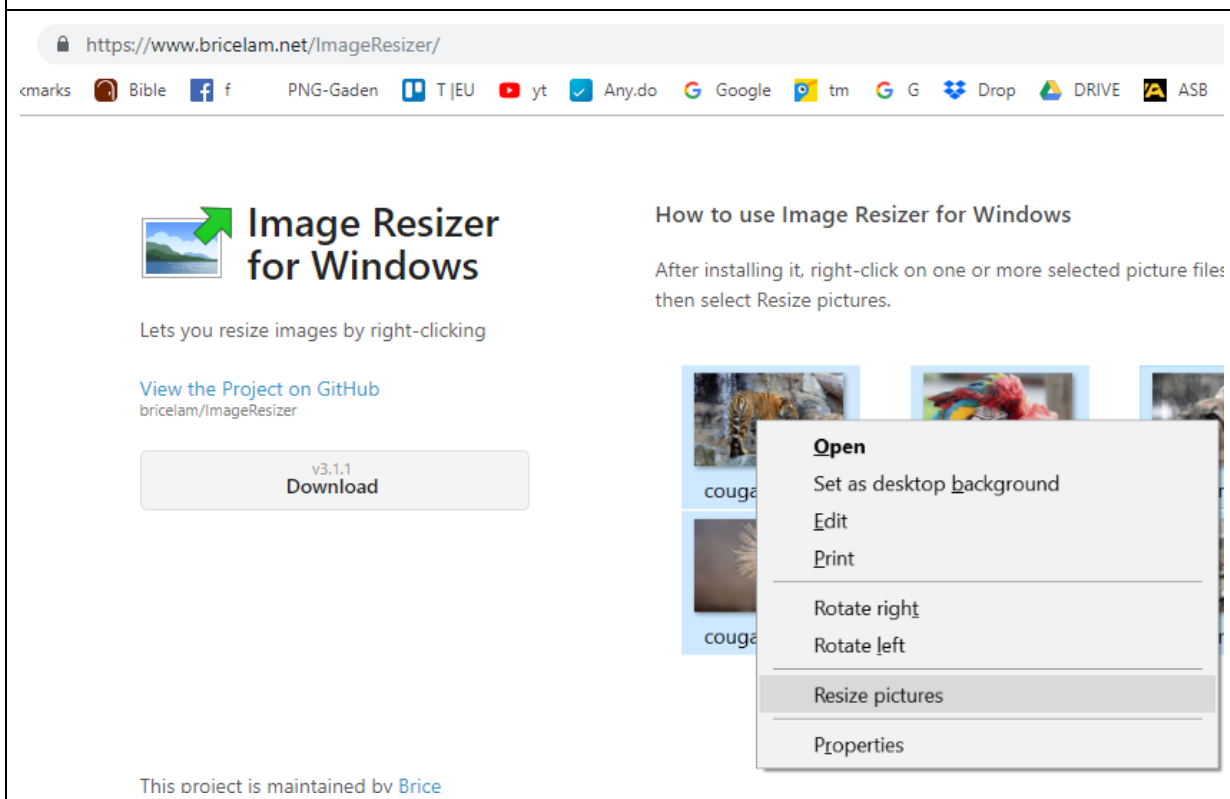 https://www.bricelam.net/ImageResizer/
kmarks Bible f PNG-Gaden T |EU yt Any.do Google tm G Drop DRIVE ASB
Image Resizer
for Windows
Lets you resize images by right-clicking
View the Project on GitHub
bricelam/ImageResizer
v3.1.1
Download
This project is maintained by Brice
How to use Image Resizer for Windows
After installing it, right-click on one or more selected picture files
then select Resize pictures.
couga
couga
Open
Set as desktop background
Edit
Print
Rotate right
Rotate left
Resize pictures
Properties